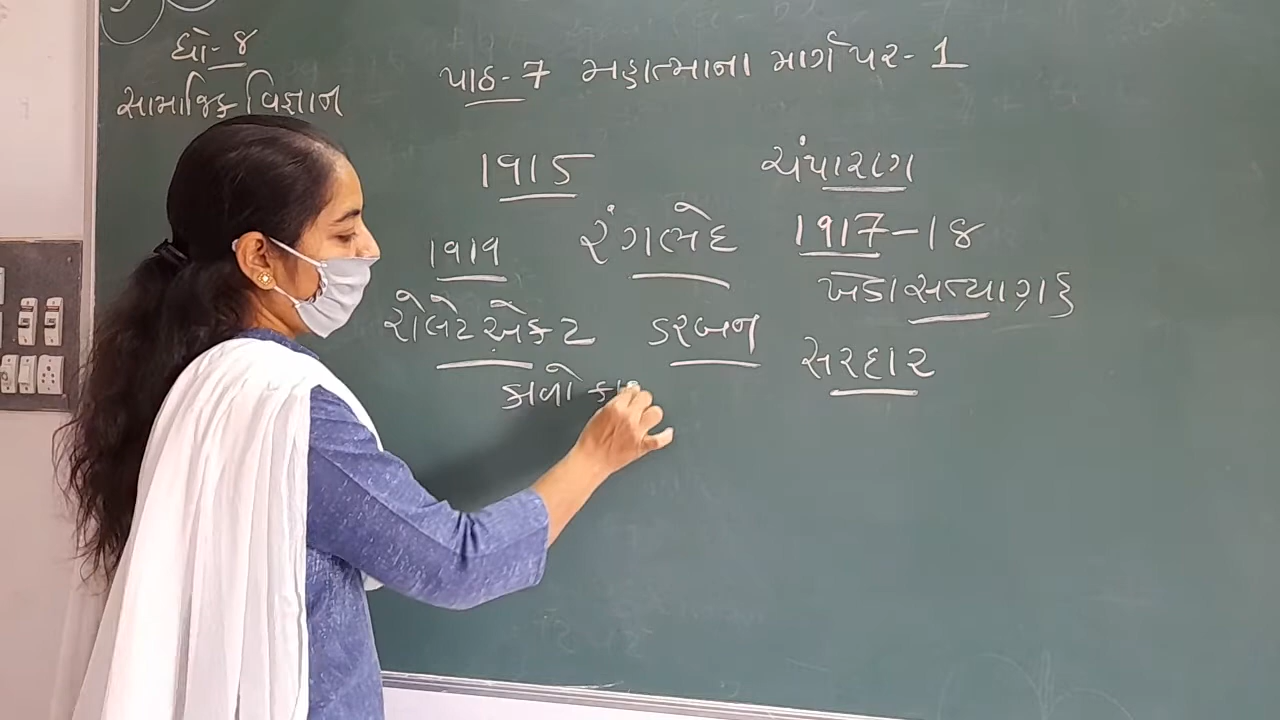 ધો-8
સામાજિક વિજ્ઞાન
પાઠ-7 મહાત્માના માર્ગ પર-1
1915
ચંપારણ
1919
રંગભેદ
1917-18
રોલેટ એક્ટ
ડરબન
ખેડા સત્યાગ્રહ
સરદાર
કાળો